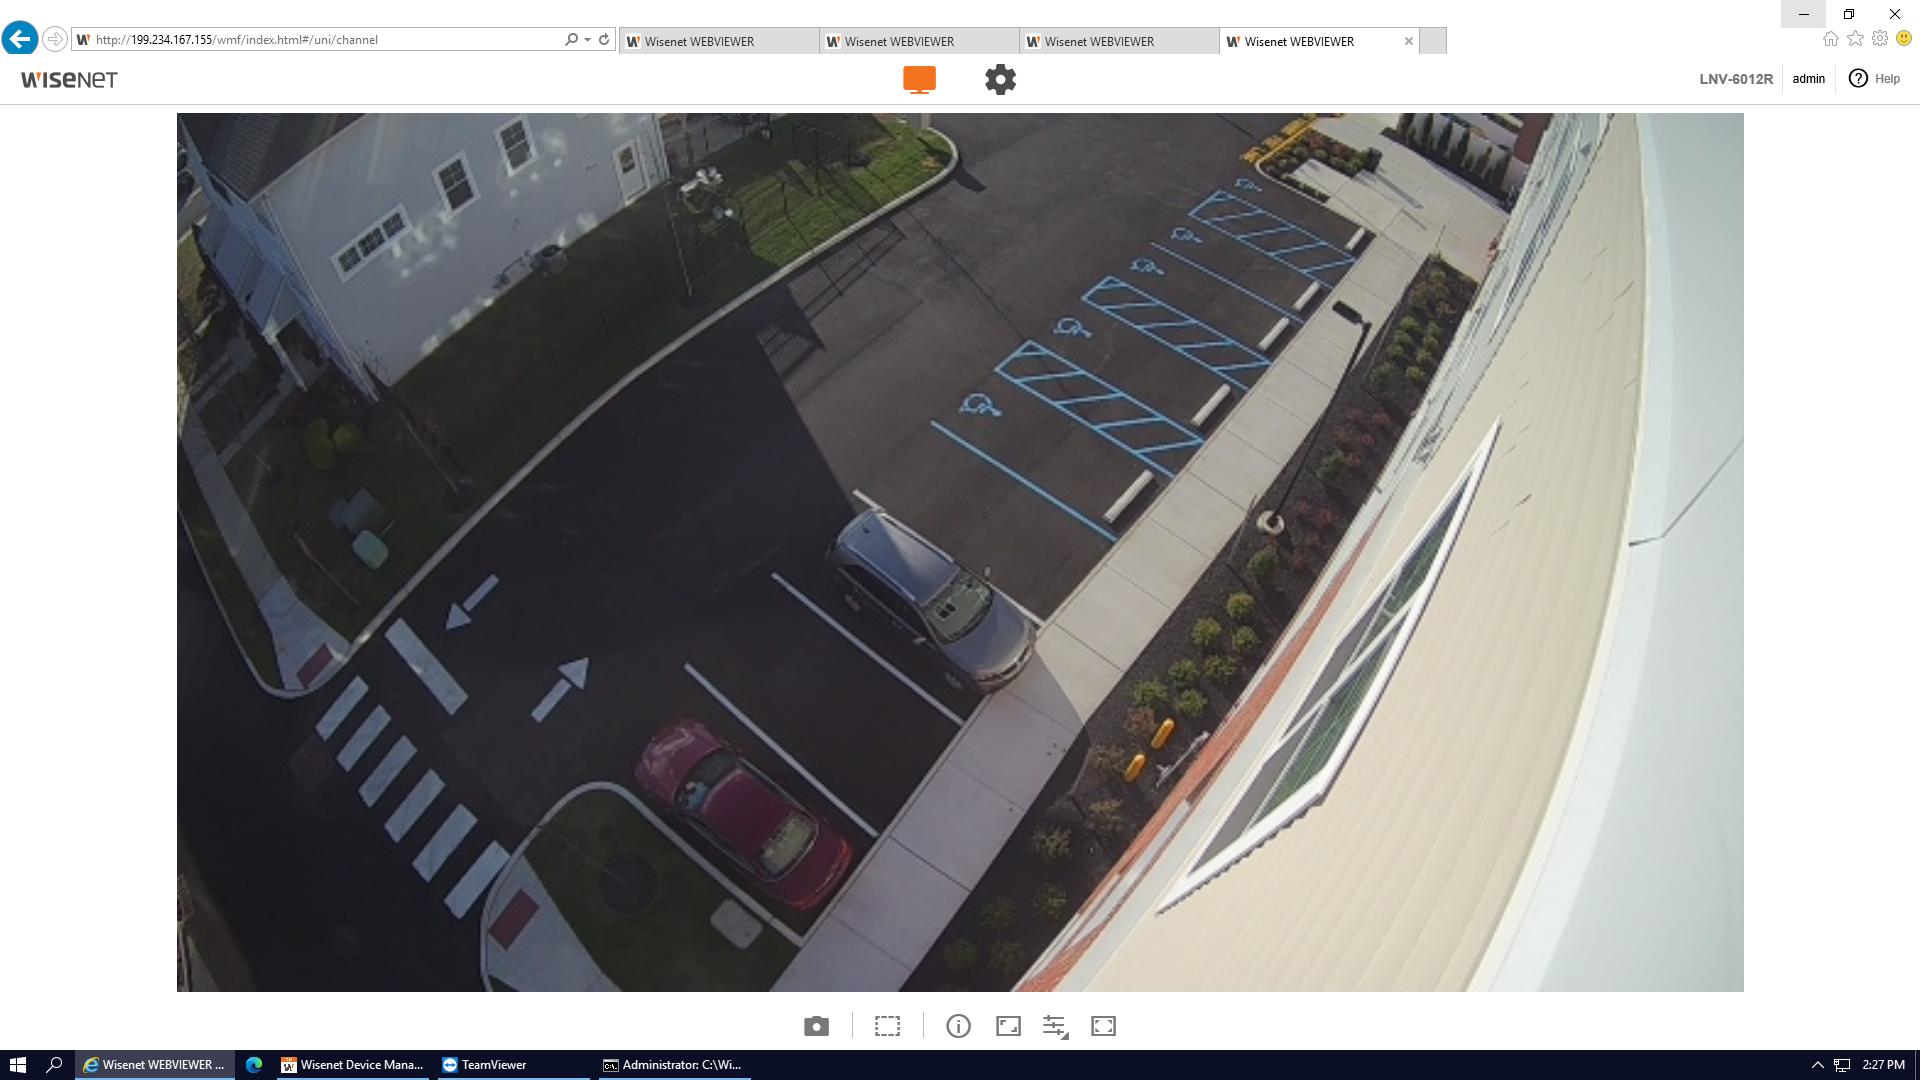 http://199.234.167.155/wmf/index.html#/uni/channel
Wisenet WEBVIEWER
Wisenet WEBVIEWER
Wisenet WEBVIEWER
Wisenet WEBVIEWER
WISENET
LNV-6012R
admin
Help
Wisenet WEBVIEWER ...
Wisenet Device Mana...
TeamViewer
Administrator: C:\Wi...
2:27 PM